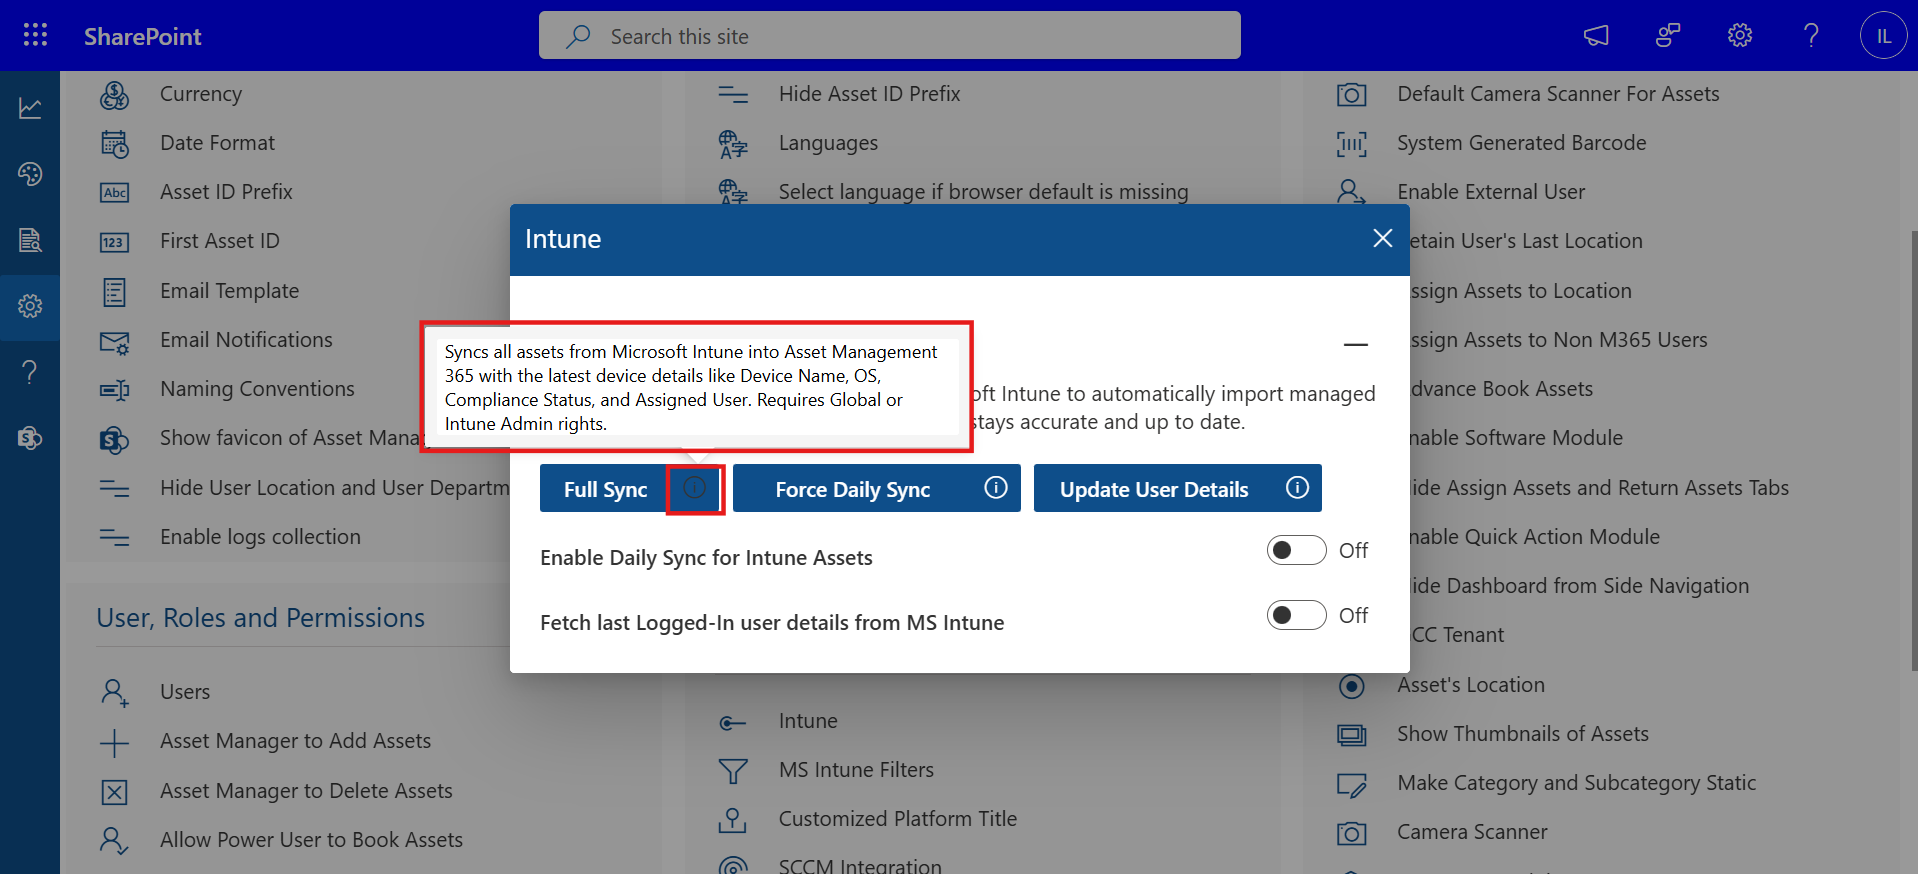 SharePoint
Search this site
IL
Currency
Date Format
Asset ID Prefix
Abc
First Asset ID
123
Email Template
Email Notifications
Naming Conventions
Show favicon of Asset Mana
Hide User Location and User Departm
Enable logs collection
User, Roles and Permissions
Users
Asset Manager to Add Assets
Asset Manager to Delete Assets
Allow Power User to Book Assets
Hide Asset ID Prefix
Languages
Select language if browser default is missing
Intune
Syncs all assets from Microsoft Intune into Asset Management
365 with the latest device details like Device Name, OS,
Compliance Status, and Assigned User. Requires Global or
Intune Admin rights.
oft Intune to automatically import managed
stays accurate and up to date.
Full Sync
Force Daily Sync
Update User Details
Enable Daily Sync for Intune Assets
Off
Fetch last Logged-In user details from MS Intune
Off
Intune
MS Intune Filters
Customized Platform Title
SCCM Integration
Default Camera Scanner For Assets
System Generated Barcode
Enable External User
etain User's Last Location
ssign Assets to Location
ssign Assets to Non M365 Users
dvance Book Assets
nable Software Module
lide Assign Assets and Return Assets Tabs
nable Quick Action Module
lide Dashboard from Side Navigation
CC Tenant
Asset's Location
Show Thumbnails of Assets
Make Category and Subcategory Static
Camera Scanner